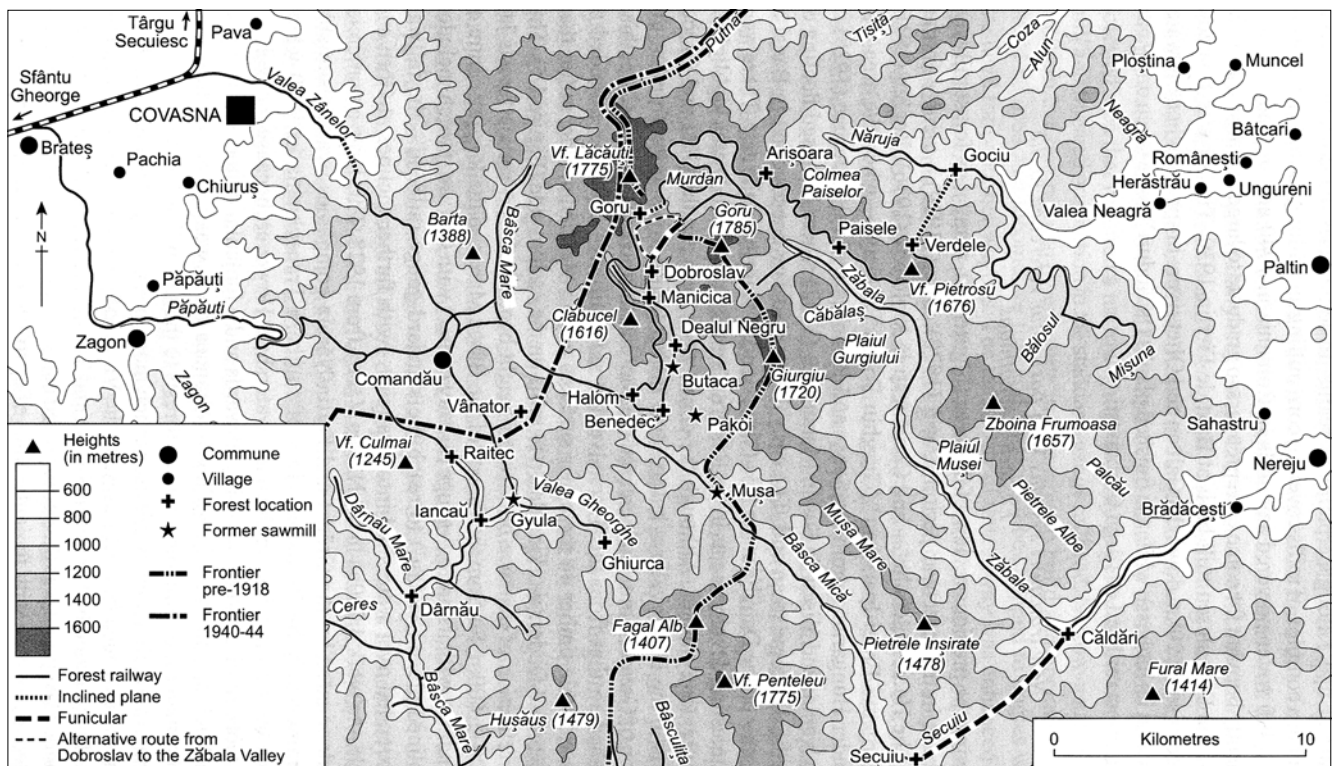 Târgu
Secuiesc
Pava
Sfântu
Gheorge
COVASNA
Valea Zânelor
Brateș
Pachia
Chiuruș
N
Păpăuți
Păpăuți
Zagon
Zagon
Putna
Tișița
Coza
Alun
Ploștina
Muncel
Neagră
Bâtcari
Românești
Herăstrău
Ungureni
Valea Neagră
Paltin
Năruja
Gociu
Arișoara
Colmea
Paiselor
Vf. Lăcăuți
(1775)
Murdan
Goru
Goru
(1785)
Barta
(1388)
Bâsca Mare
Paisele
Verdele
Dobroslav
Vf. Pietrosu
(1676)
Manicica
Zăbala
Căbălaș
Clabucel
(1616)
Dealul Negru
Plaiul
Gurgiului
Bălosul
Mișuna
Comandău
Butaca
Giurgiu
(1720)
Halom
Vânator
Benedec
Pakoi
Zboina Frumoasa
(1657)
Sahastru
Vf. Culmai
(1245)
Raitec
Plaiul
Mușei
Palcău
Nereju
Valea Gheorghe
Mușa
Pietrele Albe
Brădăcești
Iancaű
Gyula
Mușa Mare
Dârnău Mare
Ghiurca
Bâsca Mică
Zăbala
Ceres
Dârnău
Fagal Alb
(1407)
Pietrele Inșirate
(1478)
Căldări
Vf. Penteleu
(1775)
Fural Mare
(1414)
Bâsca Mare
Hușăuș (1479)
Bâsculița
Secuiu
Secuiu
Heights
(in metres)
600
800
1000
1200
1400
1600
Commune
Village
Forest location
Former sawmill
Frontier
pre-1918
Frontier
1940-44
Forest railway
Inclined plane
Funicular
Alternative route from
Dobroslav to the Zăbala Valley
0 Kilometres 10